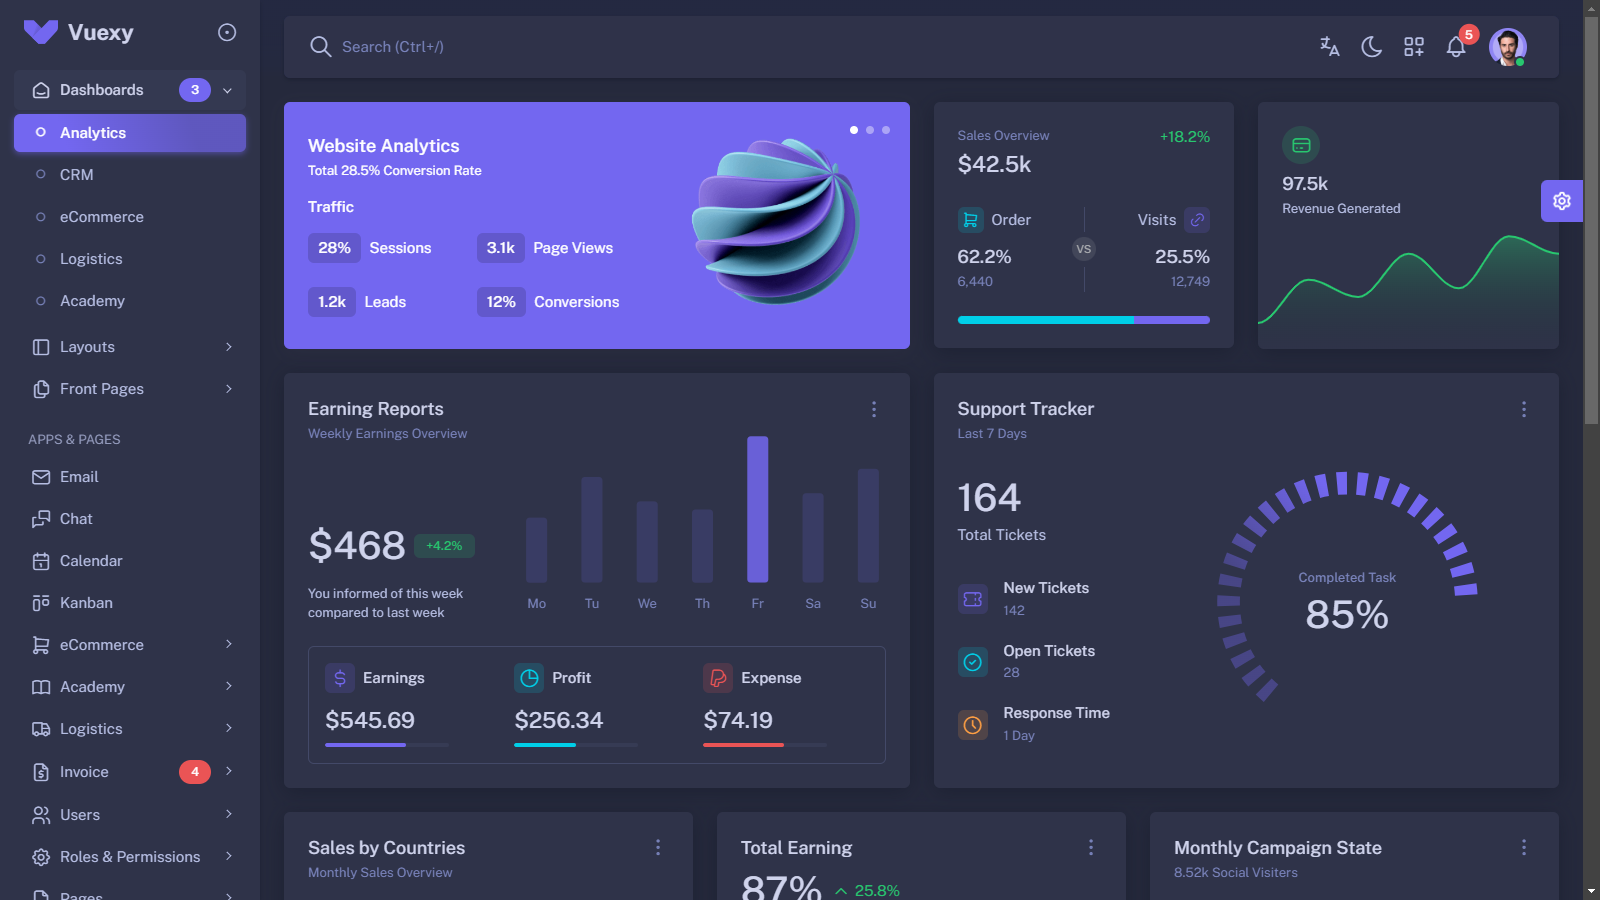 Vuexy
Dashboards 3
Analytics
CRM
eCommerce
Logistics
Academy
Layouts
Front Pages
APPS & PAGES
Email
Chat
Calendar
Kanban
eCommerce
Academy
Logistics
Invoice 4
Users
Roles & Permissions
Pages
Search (Ctrl+/)
5
Website Analytics
Total 28.5% Conversion Rate
Traffic
28% Sessions 3.1k Page Views
1.2k Leads 12% Conversions
Sales Overview +18.2%
$42.5k
Order Visits
VS
62.2% 25.5%
6,440 12,749
97.5k
Revenue Generated
Earning Reports
Weekly Earnings Overview
$468 +4.2%
You informed of this week
compared to last week
Mo Tu We Th Fr Sa Su
Earnings Profit Expense
$545.69 $256.34 $74.19
Support Tracker
Last 7 Days
164
Total Tickets
New Tickets
142
Open Tickets
28
Response Time
1 Day
Completed Task
85%
Sales by Countries
Monthly Sales Overview
Total Earning
87% 25.8%
Monthly Campaign State
8.52k Social Visiters